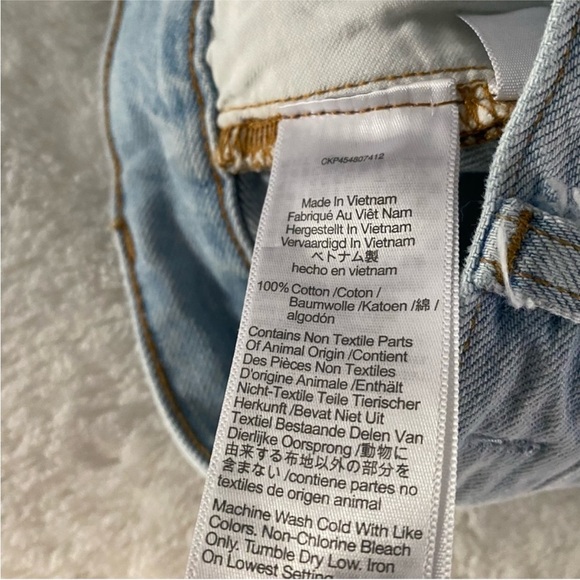 CKP454807412
Made In Vietnam
Fabriqué Au Viêt Nam
Hergestellt In Vietnam
Vervaardigd In Vietnam
ベトナム製
hecho en vietnam
100% Cotton /Coton /
Baumwolle /Katoen /綿 /
algodón
Contains Non Textile Parts
Of Animal Origin /Contient
Des Pièces Non Textiles
D'origine Animale /Enthält
Nicht-Textile Teile Tierischer
Herkunft /Bevat Niet Uit
Textiel Bestaande Delen Van
Dierlijke Oorsprong /動物に
由来する布地以外の部分を
含まない /contiene partes no
textiles de origen animal
Machine Wash Cold With Like
Colors. Non-Chlorine Bleach
Only. Tumble Dry Low. Iron
On Lowest Setting